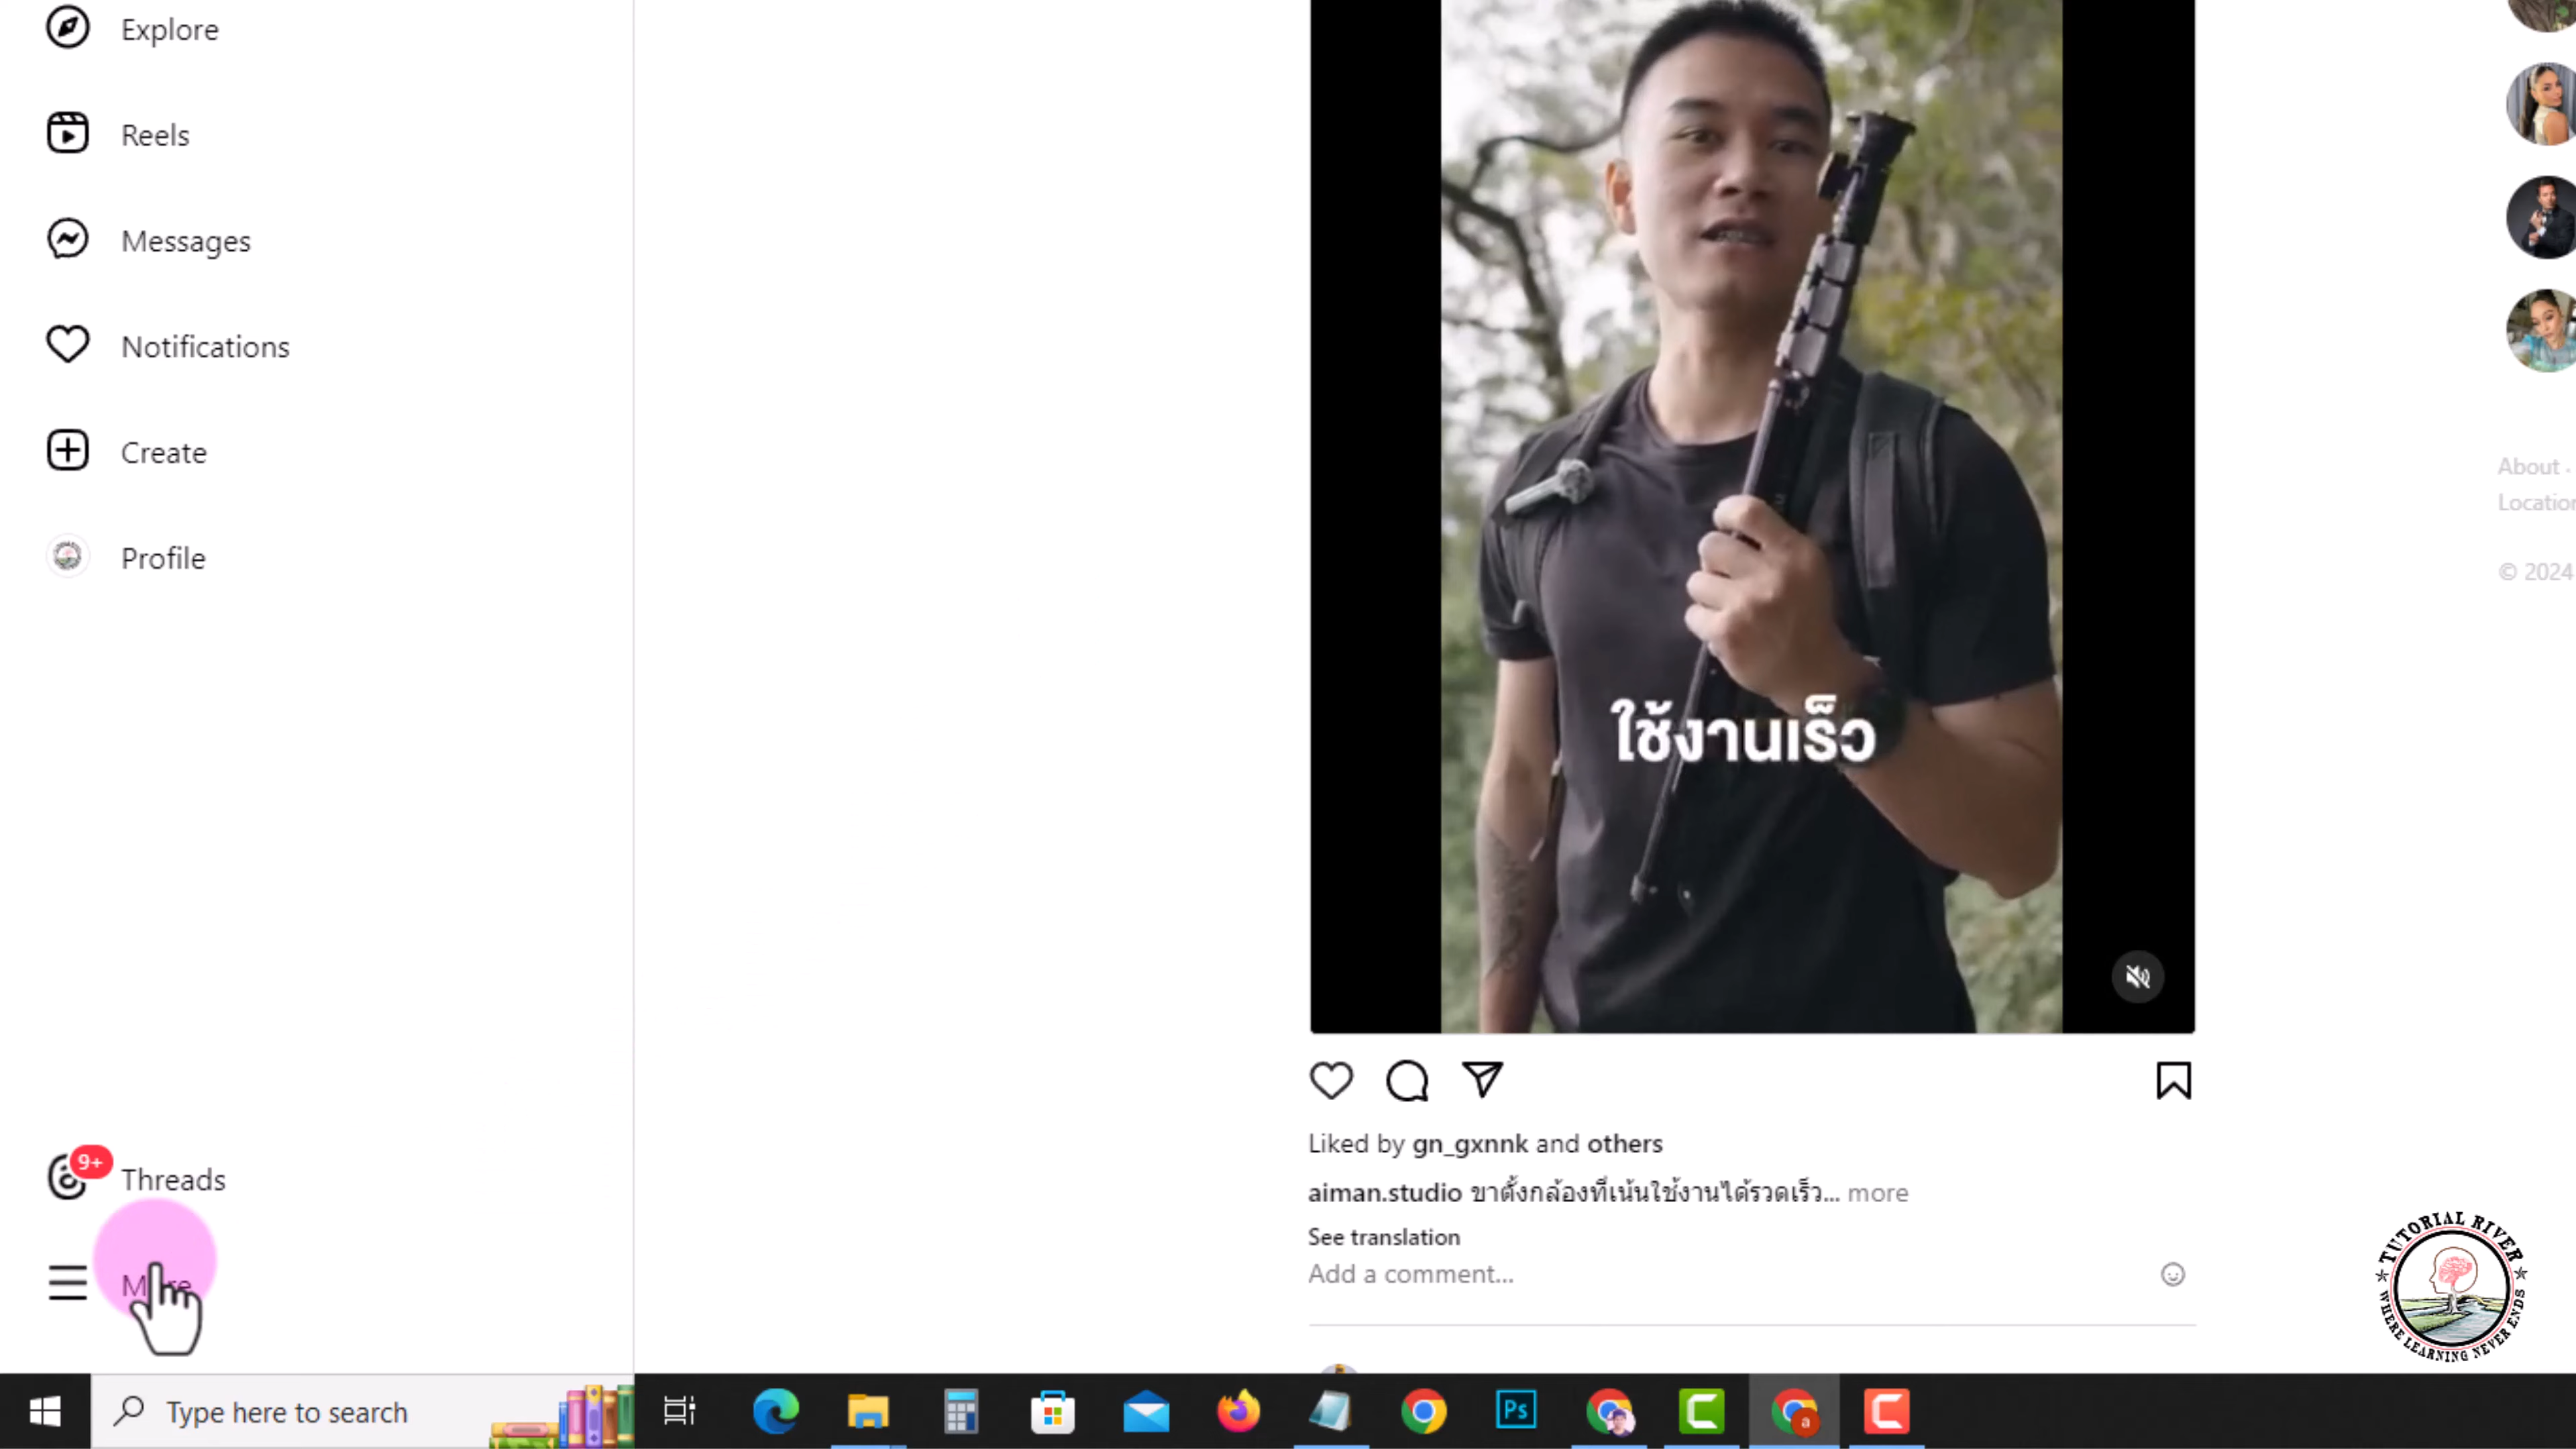 Explore
Reels
Messages
Notifications
Create
Profile
9+
Threads
More
ใช้งานเร็ว
Liked by gn_gxnnk and others
aiman.studio ขาตั้งกล้องที่เน้นใช้งานได้รวดเร็ว... more
See translation
Add a comment...
About ·
Location
© 2024
TUTORIAL RIVER
WHERE LEARNING NEVER ENDS
Type here to search
Ps
a